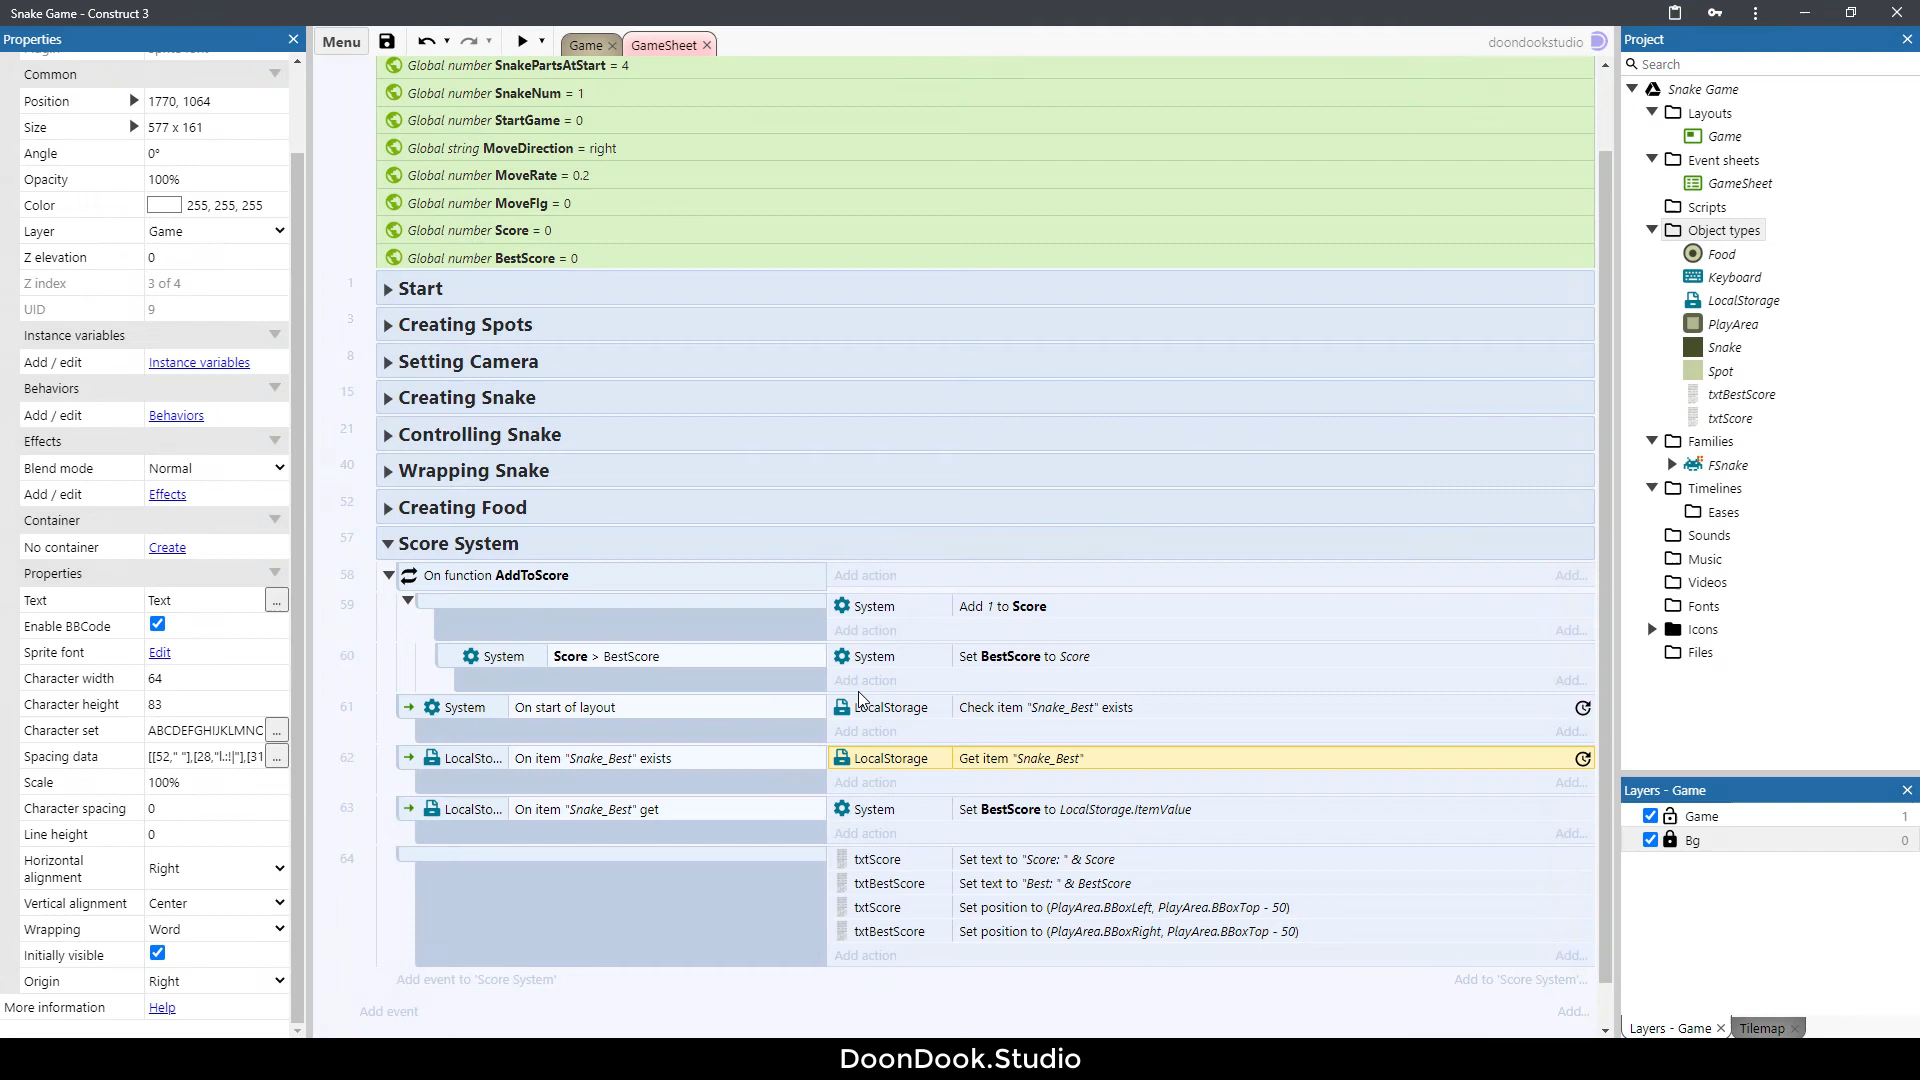 Snake Game - Construct 3
Properties
Menu
Game
GameSheet
doondookstudio
Project
Common
Position 1770, 1064
Size 577 x 161
Angle 0°
Opacity 100%
Color 255, 255, 255
Layer Game
Z elevation 0
Z index 3 of 4
UID 9
Instance variables
Add / edit Instance variables
Behaviors
Add / edit Behaviors
Effects
Blend mode Normal
Add / edit Effects
Container
No container Create
Properties
Text Text ...
Enable BBCode
Sprite font Edit
Character width 64
Character height 83
Character set ABCDEFGHIJKLMNC ...
Spacing data [[52," "],[28,"l.:!|"],[31 ...
Scale 100%
Character spacing 0
Line height 0
Horizontal alignment Right
Vertical alignment Center
Wrapping Word
Initially visible
Origin Right
More information Help
Global number SnakePartsAtStart = 4
Global number SnakeNum = 1
Global number StartGame = 0
Global string MoveDirection = right
Global number MoveRate = 0.2
Global number MoveFlg = 0
Global number Score = 0
Global number BestScore = 0
1 Start
3 Creating Spots
8 Setting Camera
15 Creating Snake
21 Controlling Snake
40 Wrapping Snake
52 Creating Food
57 Score System
58 On function AddToScore Add action Add...
59 System Add 1 to Score
Add action Add...
60 System Score > BestScore System Set BestScore to Score
Add action Add...
61 System On start of layout LocalStorage Check item "Snake_Best" exists
Add action Add...
62 LocalSto... On item "Snake_Best" exists LocalStorage Get item "Snake_Best"
Add action Add...
63 LocalSto... On item "Snake_Best" get System Set BestScore to LocalStorage.ItemValue
Add action Add...
64 txtScore Set text to "Score: " & Score
txtBestScore Set text to "Best: " & BestScore
txtScore Set position to (PlayArea.BBoxLeft, PlayArea.BBoxTop - 50)
txtBestScore Set position to (PlayArea.BBoxRight, PlayArea.BBoxTop - 50)
Add action Add...
Add event to 'Score System' Add to 'Score System'...
Add event Add...
Search
Snake Game
Layouts
Game
Event sheets
GameSheet
Scripts
Object types
Food
Keyboard
LocalStorage
PlayArea
Snake
Spot
txtBestScore
txtScore
Families
FSnake
Timelines
Eases
Sounds
Music
Videos
Fonts
Icons
Files
Layers - Game
Game 1
Bg 0
Layers - Game Tilemap
DoonDook.Studio